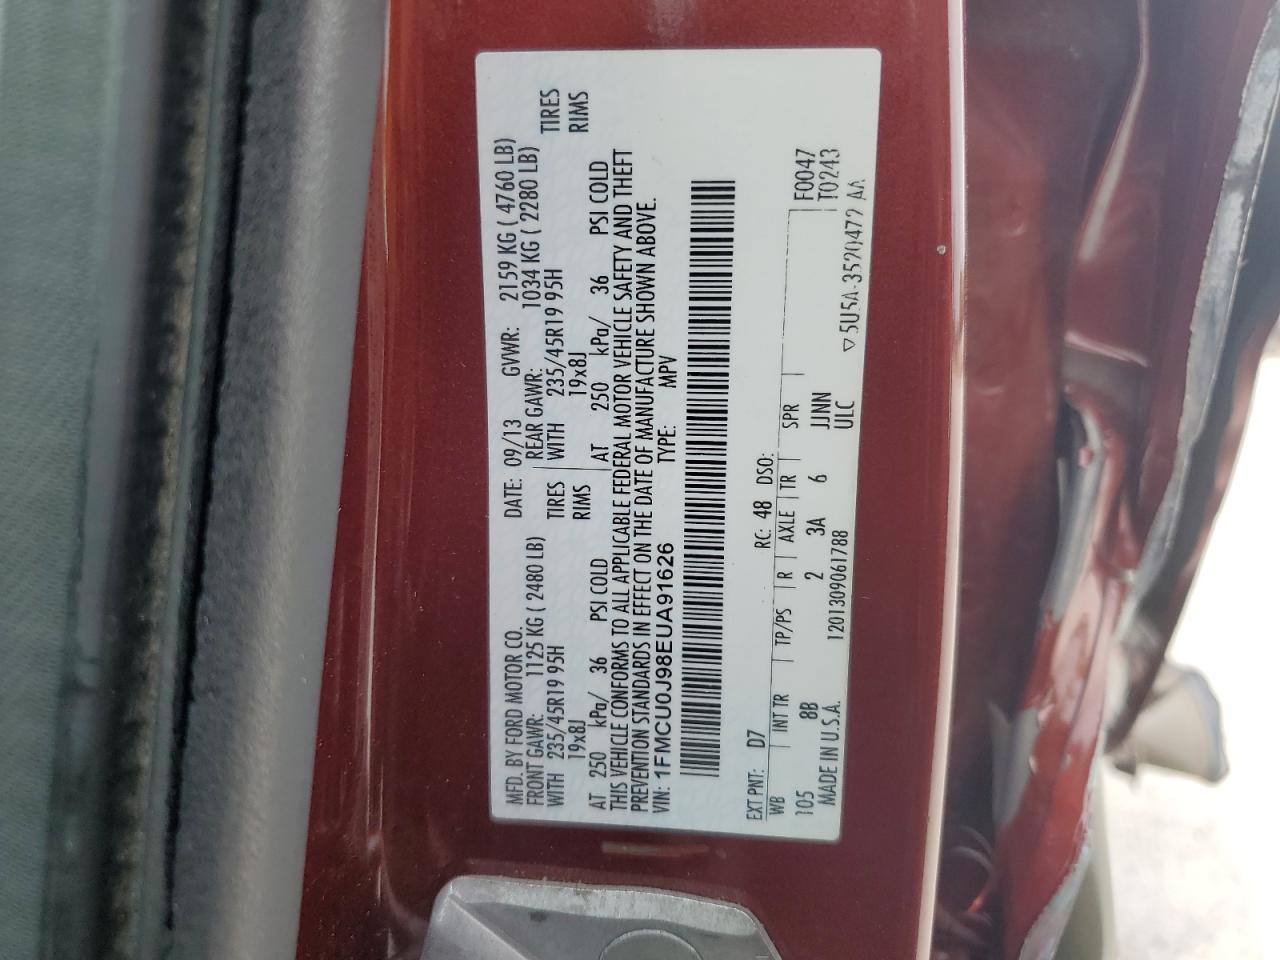 MFD. BY FORD MOTOR CO. DATE: 09/13 GVWR: 2159 KG ( 4760 LB)
FRONT GAWR: 1125 KG ( 2480 LB) REAR GAWR: 1034 KG ( 2280 LB)
WITH 235/45R19 95H TIRES WITH 235/45R19 95H TIRES
19x8J RIMS 19x8J RIMS
AT 250 kPa/ 36 PSI COLD AT 250 kPa/ 36 PSI COLD
THIS VEHICLE CONFORMS TO ALL APPLICABLE FEDERAL MOTOR VEHICLE SAFETY AND THEFT
PREVENTION STANDARDS IN EFFECT ON THE DATE OF MANUFACTURE SHOWN ABOVE.
VIN: 1FMCU0J98EUA91626 TYPE: MPV
EXT PNT: D7 RC: 48 DSO:
WB INT TR TP/PS R AXLE TR SPR F0047
105 8B 2 3A 6 JJNN T0243
MADE IN U.S.A. 1201309061788 ULC
▽5U5A-3520472 AA